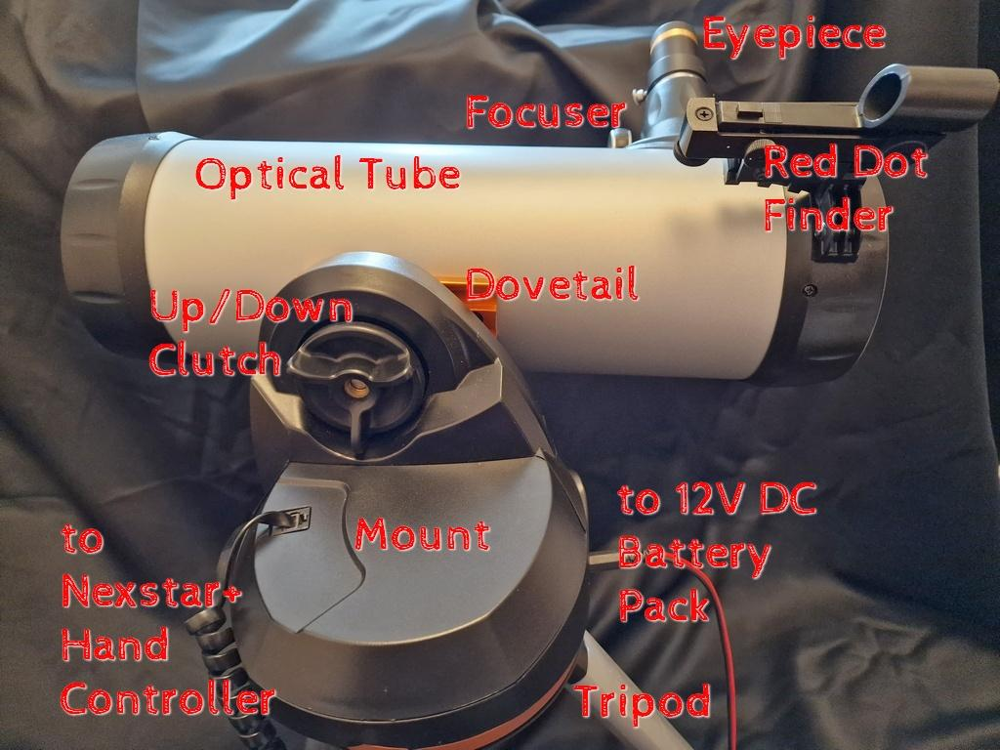 Eyepiece
Focuser
Optical Tube
Red Dot
Finder
Dovetail
Up/Down
Clutch
to 12V DC
Battery
Pack
Mount
to
Nexstar+
Hand
Controller
Tripod